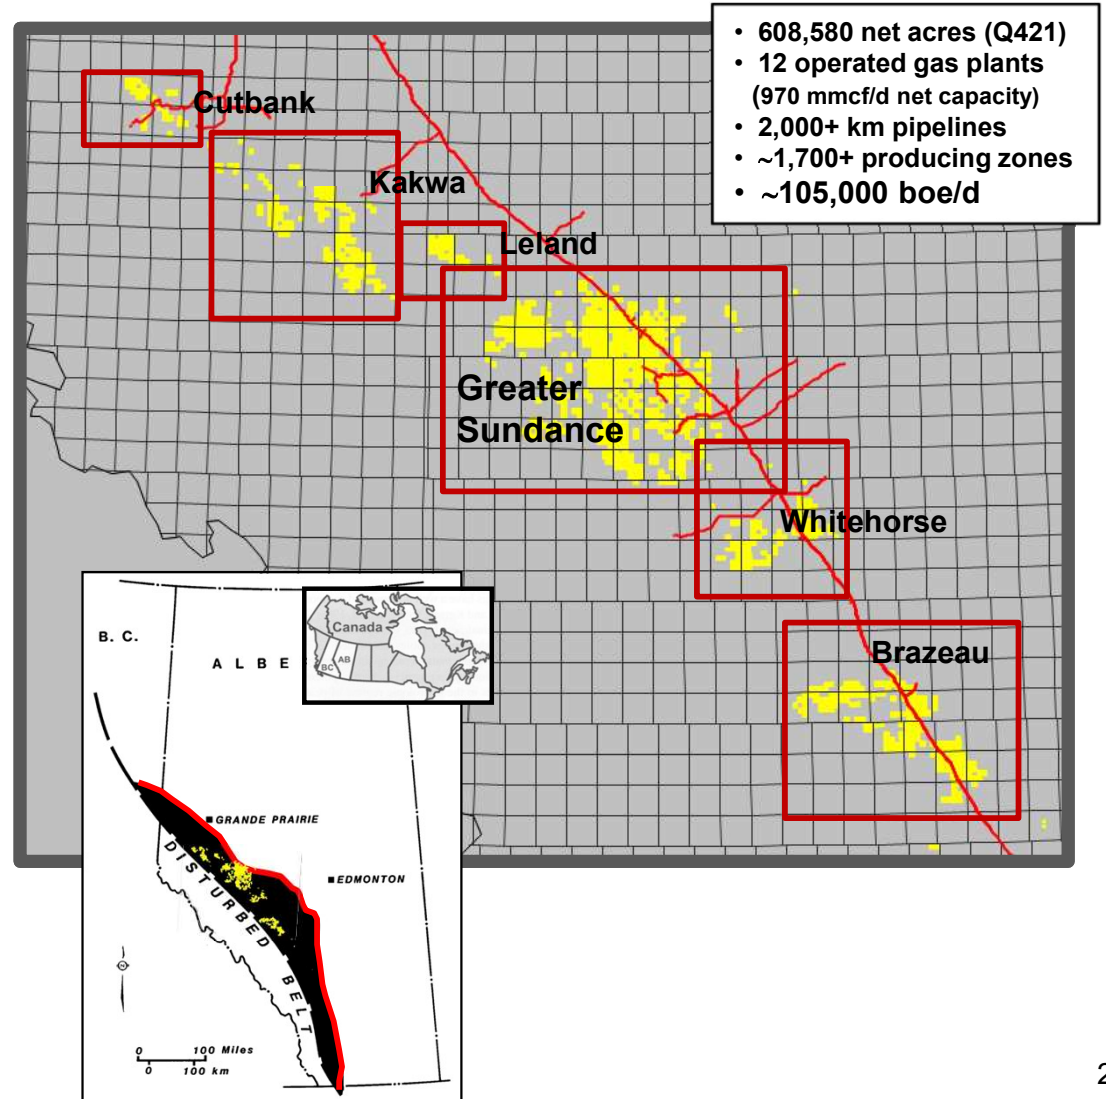 • 608,580 net acres (Q421)
• 12 operated gas plants
(970 mmcf/d net capacity)
• 2,000+ km pipelines
• ~1,700+ producing zones
• ~105,000 boe/d
Cutbank
Kakwa
Leland
Greater
Sundance
Whitehorse
Brazeau
B. C.
A L B E
Canada
BC
AB
GRANDE PRAIRIE
EDMONTON
DISTURBED BELT
N
0 100 Miles
0 100 km
2